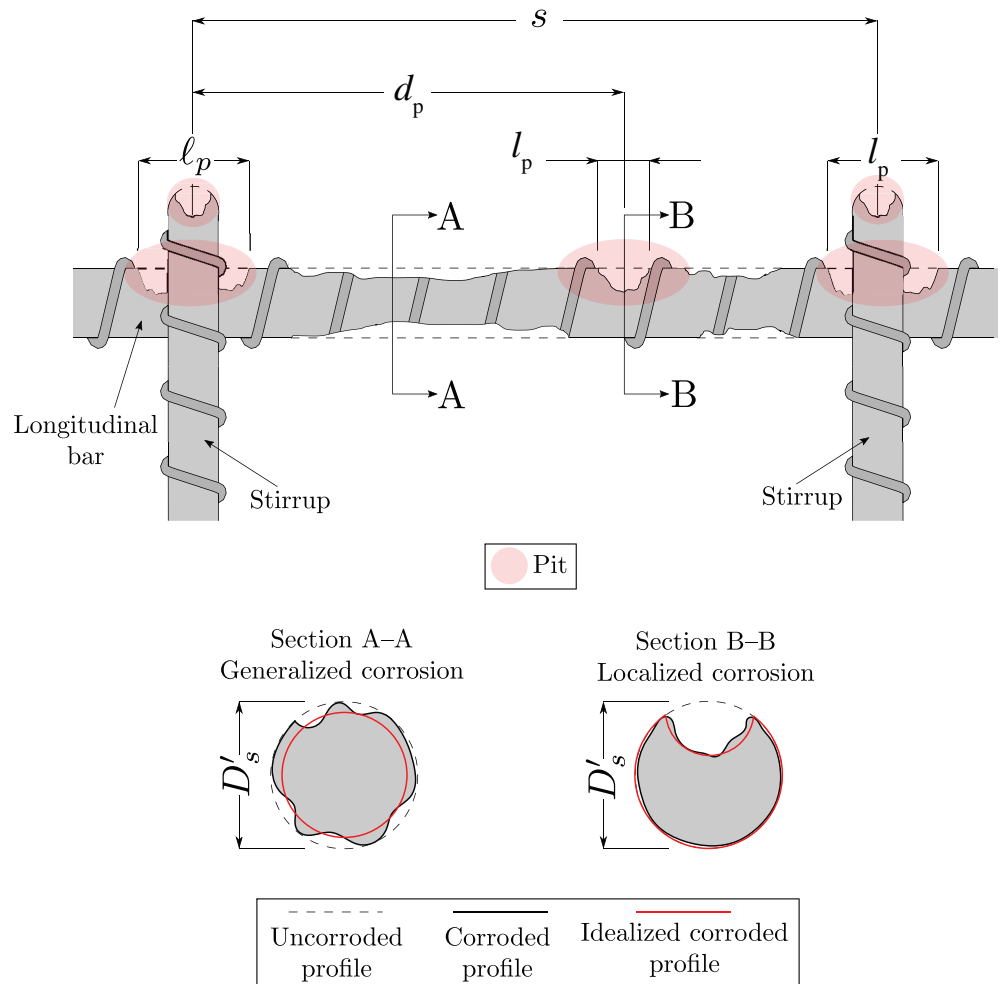 s
d_p
ℓ_p
l_p
l_p
A
B
A
B
Longitudinal
bar
Stirrup
Stirrup
Pit
Section A–A
Generalized corrosion
Section B–B
Localized corrosion
D′_s
D′_s
Uncorroded
profile
Corroded
profile
Idealized corroded
profile